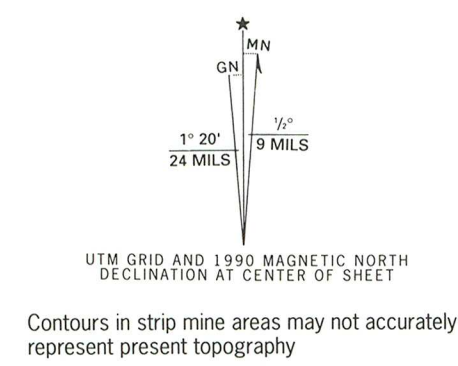 ★
MN
GN
1° 20'
24 MILS
½°
9 MILS
UTM GRID AND 1990 MAGNETIC NORTH
DECLINATION AT CENTER OF SHEET
Contours in strip mine areas may not accurately
represent present topography